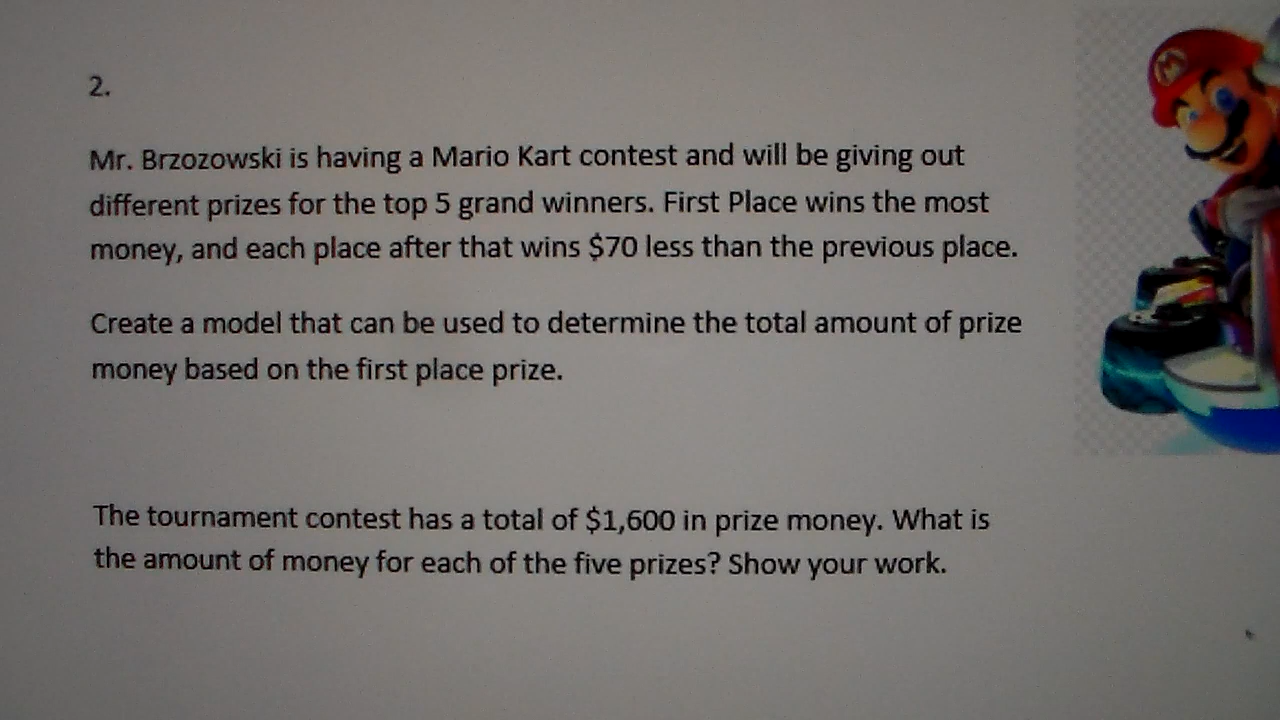 2.
Mr. Brzozowski is having a Mario Kart contest and will be giving out
different prizes for the top 5 grand winners. First Place wins the most
money, and each place after that wins $70 less than the previous place.
Create a model that can be used to determine the total amount of prize
money based on the first place prize.
The tournament contest has a total of $1,600 in prize money. What is
the amount of money for each of the five prizes? Show your work.
M